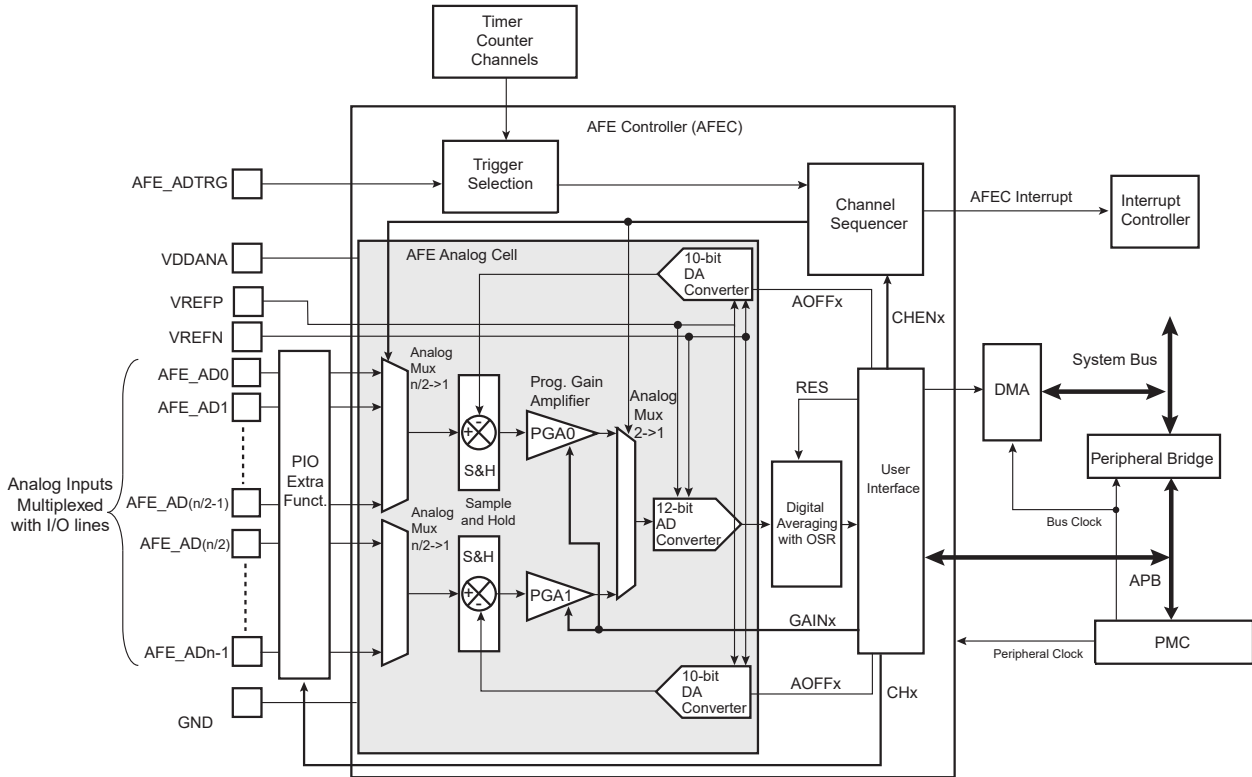 Timer
Counter
Channels
AFE Controller (AFEC)
AFE_ADTRG
Trigger
Selection
Channel
Sequencer
AFEC Interrupt
Interrupt
Controller
VDDANA
AFE Analog Cell
10-bit
DA
Converter
AOFFx
CHENx
VREFP
VREFN
System Bus
AFE_AD0
AFE_AD1
Analog
Mux
n/2->1
Prog. Gain
Amplifier
Analog
Mux
2->1
RES
DMA
+
-
S&H
PGA0
PIO
Extra
Funct.
User
Interface
Peripheral Bridge
Analog Inputs
Multiplexed
with I/O lines
AFE_AD(n/2-1)
AFE_AD(n/2)
Sample
and Hold
Analog
Mux
n/2->1
12-bit
AD
Converter
Digital
Averaging
with OSR
Bus Clock
S&H
+
-
PGA1
APB
GAINx
AFE_ADn-1
PMC
Peripheral Clock
10-bit
DA
Converter
AOFFx
CHx
GND